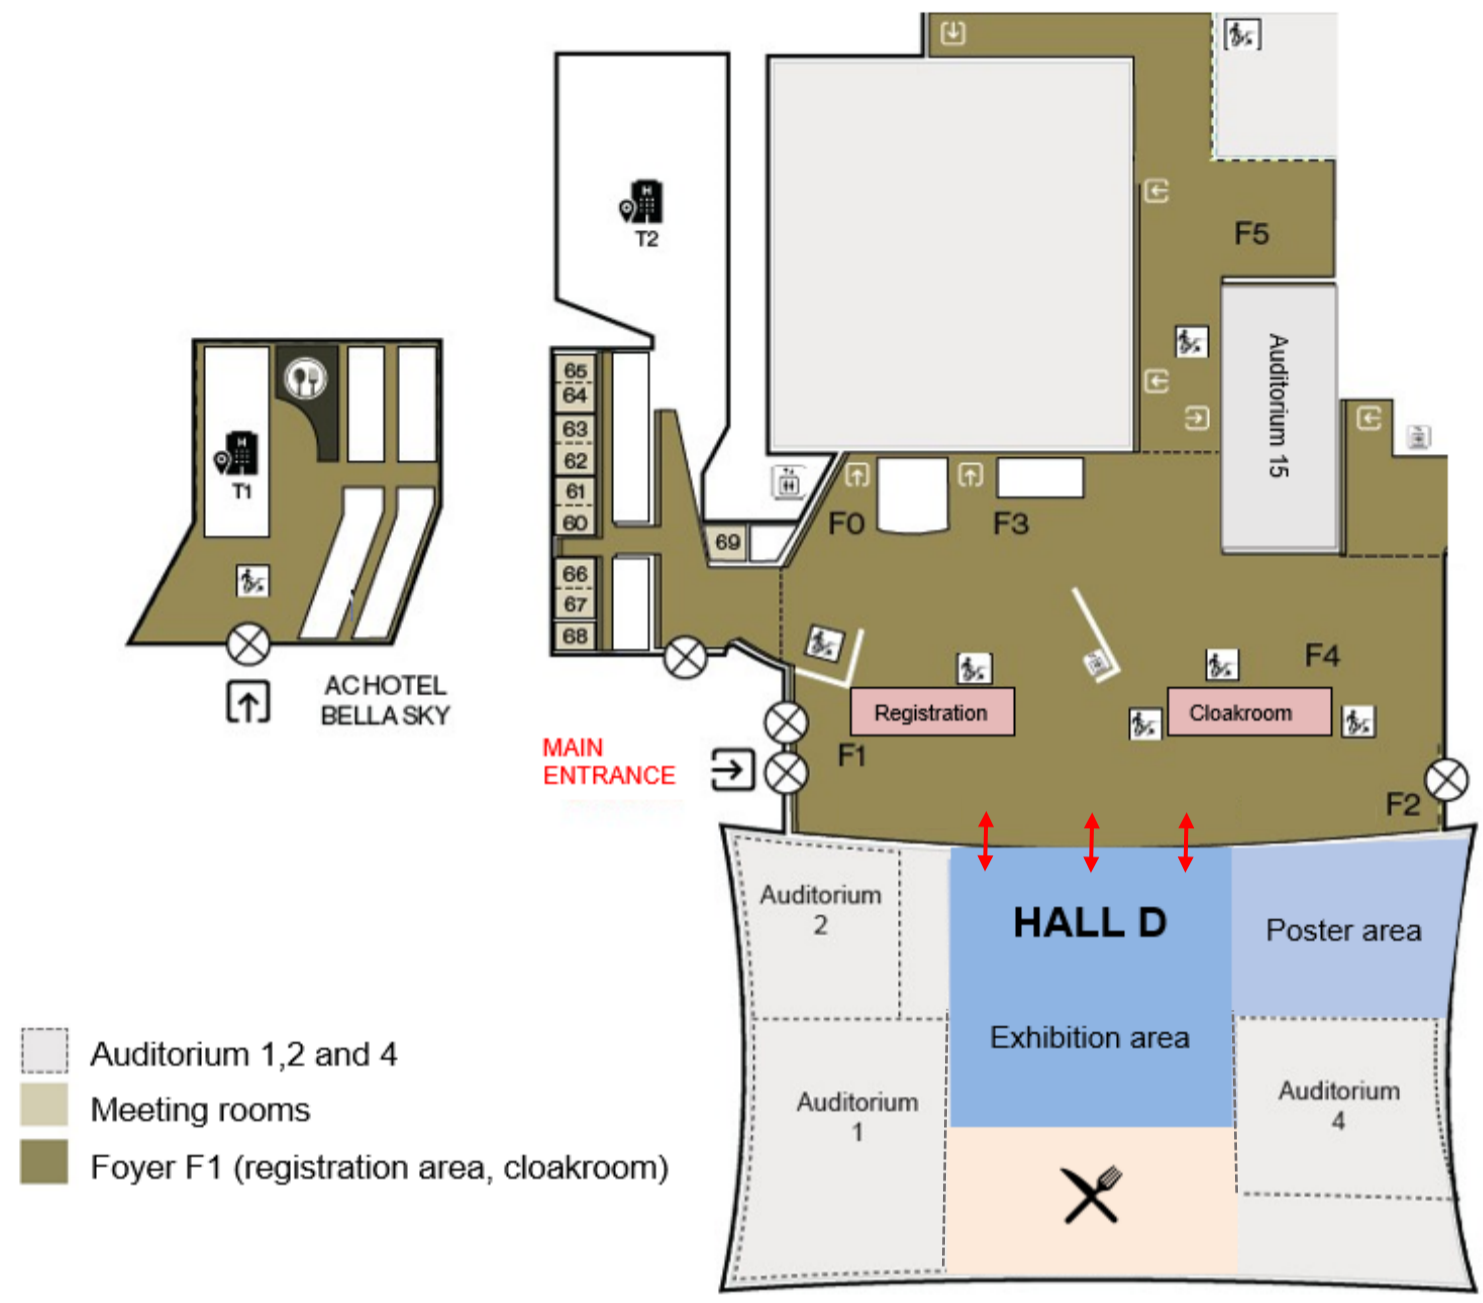 H
T2
F5
65
64
63
62
61
60
69
66
67
68
H
T1
AC HOTEL
BELLA SKY
Auditorium 15
F0
F3
F4
Registration
Cloakroom
MAIN
ENTRANCE
F1
F2
Auditorium
2
HALL D
Poster area
Exhibition area
Auditorium
1
Auditorium
4
Auditorium 1,2 and 4
Meeting rooms
Foyer F1 (registration area, cloakroom)